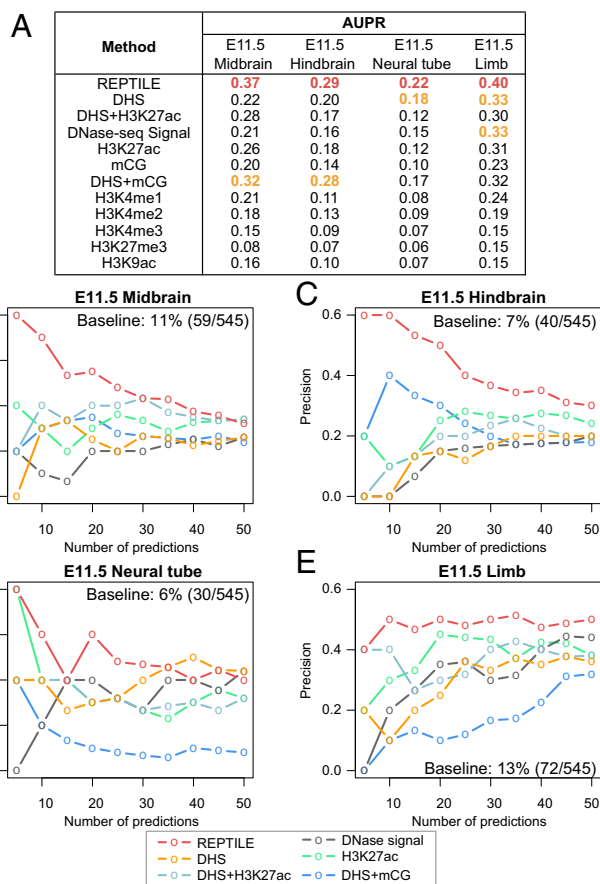 A
AUPR
Method
E11.5 Midbrain
E11.5 Hindbrain
E11.5 Neural tube
E11.5 Limb
REPTILE 0.37 0.29 0.22 0.40
DHS 0.22 0.20 0.18 0.33
DHS+H3K27ac 0.28 0.17 0.12 0.30
DNase-seq Signal 0.21 0.16 0.15 0.33
H3K27ac 0.26 0.18 0.12 0.31
mCG 0.20 0.14 0.10 0.23
DHS+mCG 0.32 0.28 0.17 0.32
H3K4me1 0.21 0.11 0.08 0.24
H3K4me2 0.18 0.13 0.09 0.19
H3K4me3 0.15 0.09 0.07 0.15
H3K27me3 0.08 0.07 0.06 0.15
H3K9ac 0.16 0.10 0.07 0.15
E11.5 Midbrain
Baseline: 11% (59/545)
10 20 30 40 50
Number of predictions
C
E11.5 Hindbrain
Baseline: 7% (40/545)
Precision
0.6
0.4
0.2
0.0
10 20 30 40 50
Number of predictions
E11.5 Neural tube
Baseline: 6% (30/545)
10 20 30 40 50
Number of predictions
E
E11.5 Limb
Precision
0.6
0.4
0.2
0.0
Baseline: 13% (72/545)
10 20 30 40 50
Number of predictions
REPTILE
DHS
DHS+H3K27ac
DNase signal
H3K27ac
DHS+mCG